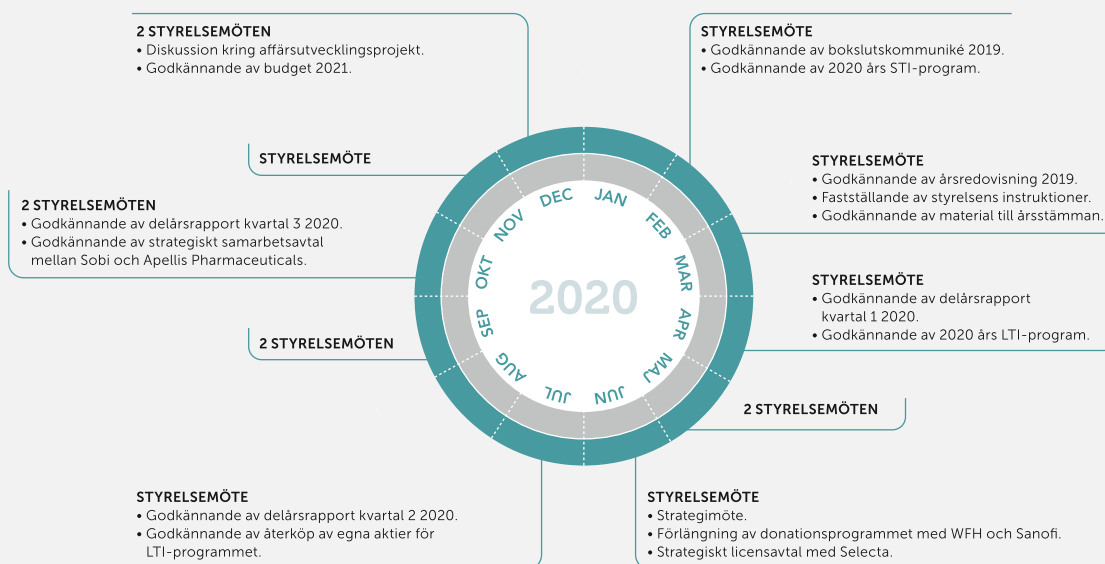 2 STYRELSEMÖTEN
• Diskussion kring affärsutvecklingsprojekt.
• Godkännande av budget 2021.
STYRELSEMÖTE
• Godkännande av bokslutskommuniké 2019.
• Godkännande av 2020 års STI-program.
STYRELSEMÖTE
STYRELSEMÖTE
• Godkännande av årsredovisning 2019.
• Fastställande av styrelsens instruktioner.
• Godkännande av material till årsstämman.
2 STYRELSEMÖTEN
• Godkännande av delårsrapport kvartal 3 2020.
• Godkännande av strategiskt samarbetsavtal
mellan Sobi och Apellis Pharmaceuticals.
JAN
FEB
MAR
APR
MAJ
JUN
JUL
AUG
SEP
OKT
NOV
DEC
2020
STYRELSEMÖTE
• Godkännande av delårsrapport
kvartal 1 2020.
• Godkännande av 2020 års LTI-program.
2 STYRELSEMÖTEN
2 STYRELSEMÖTEN
STYRELSEMÖTE
• Godkännande av delårsrapport kvartal 2 2020.
• Godkännande av återköp av egna aktier för
LTI-programmet.
STYRELSEMÖTE
• Strategimöte.
• Förlängning av donationsprogrammet med WFH och Sanofi.
• Strategiskt licensavtal med Selecta.